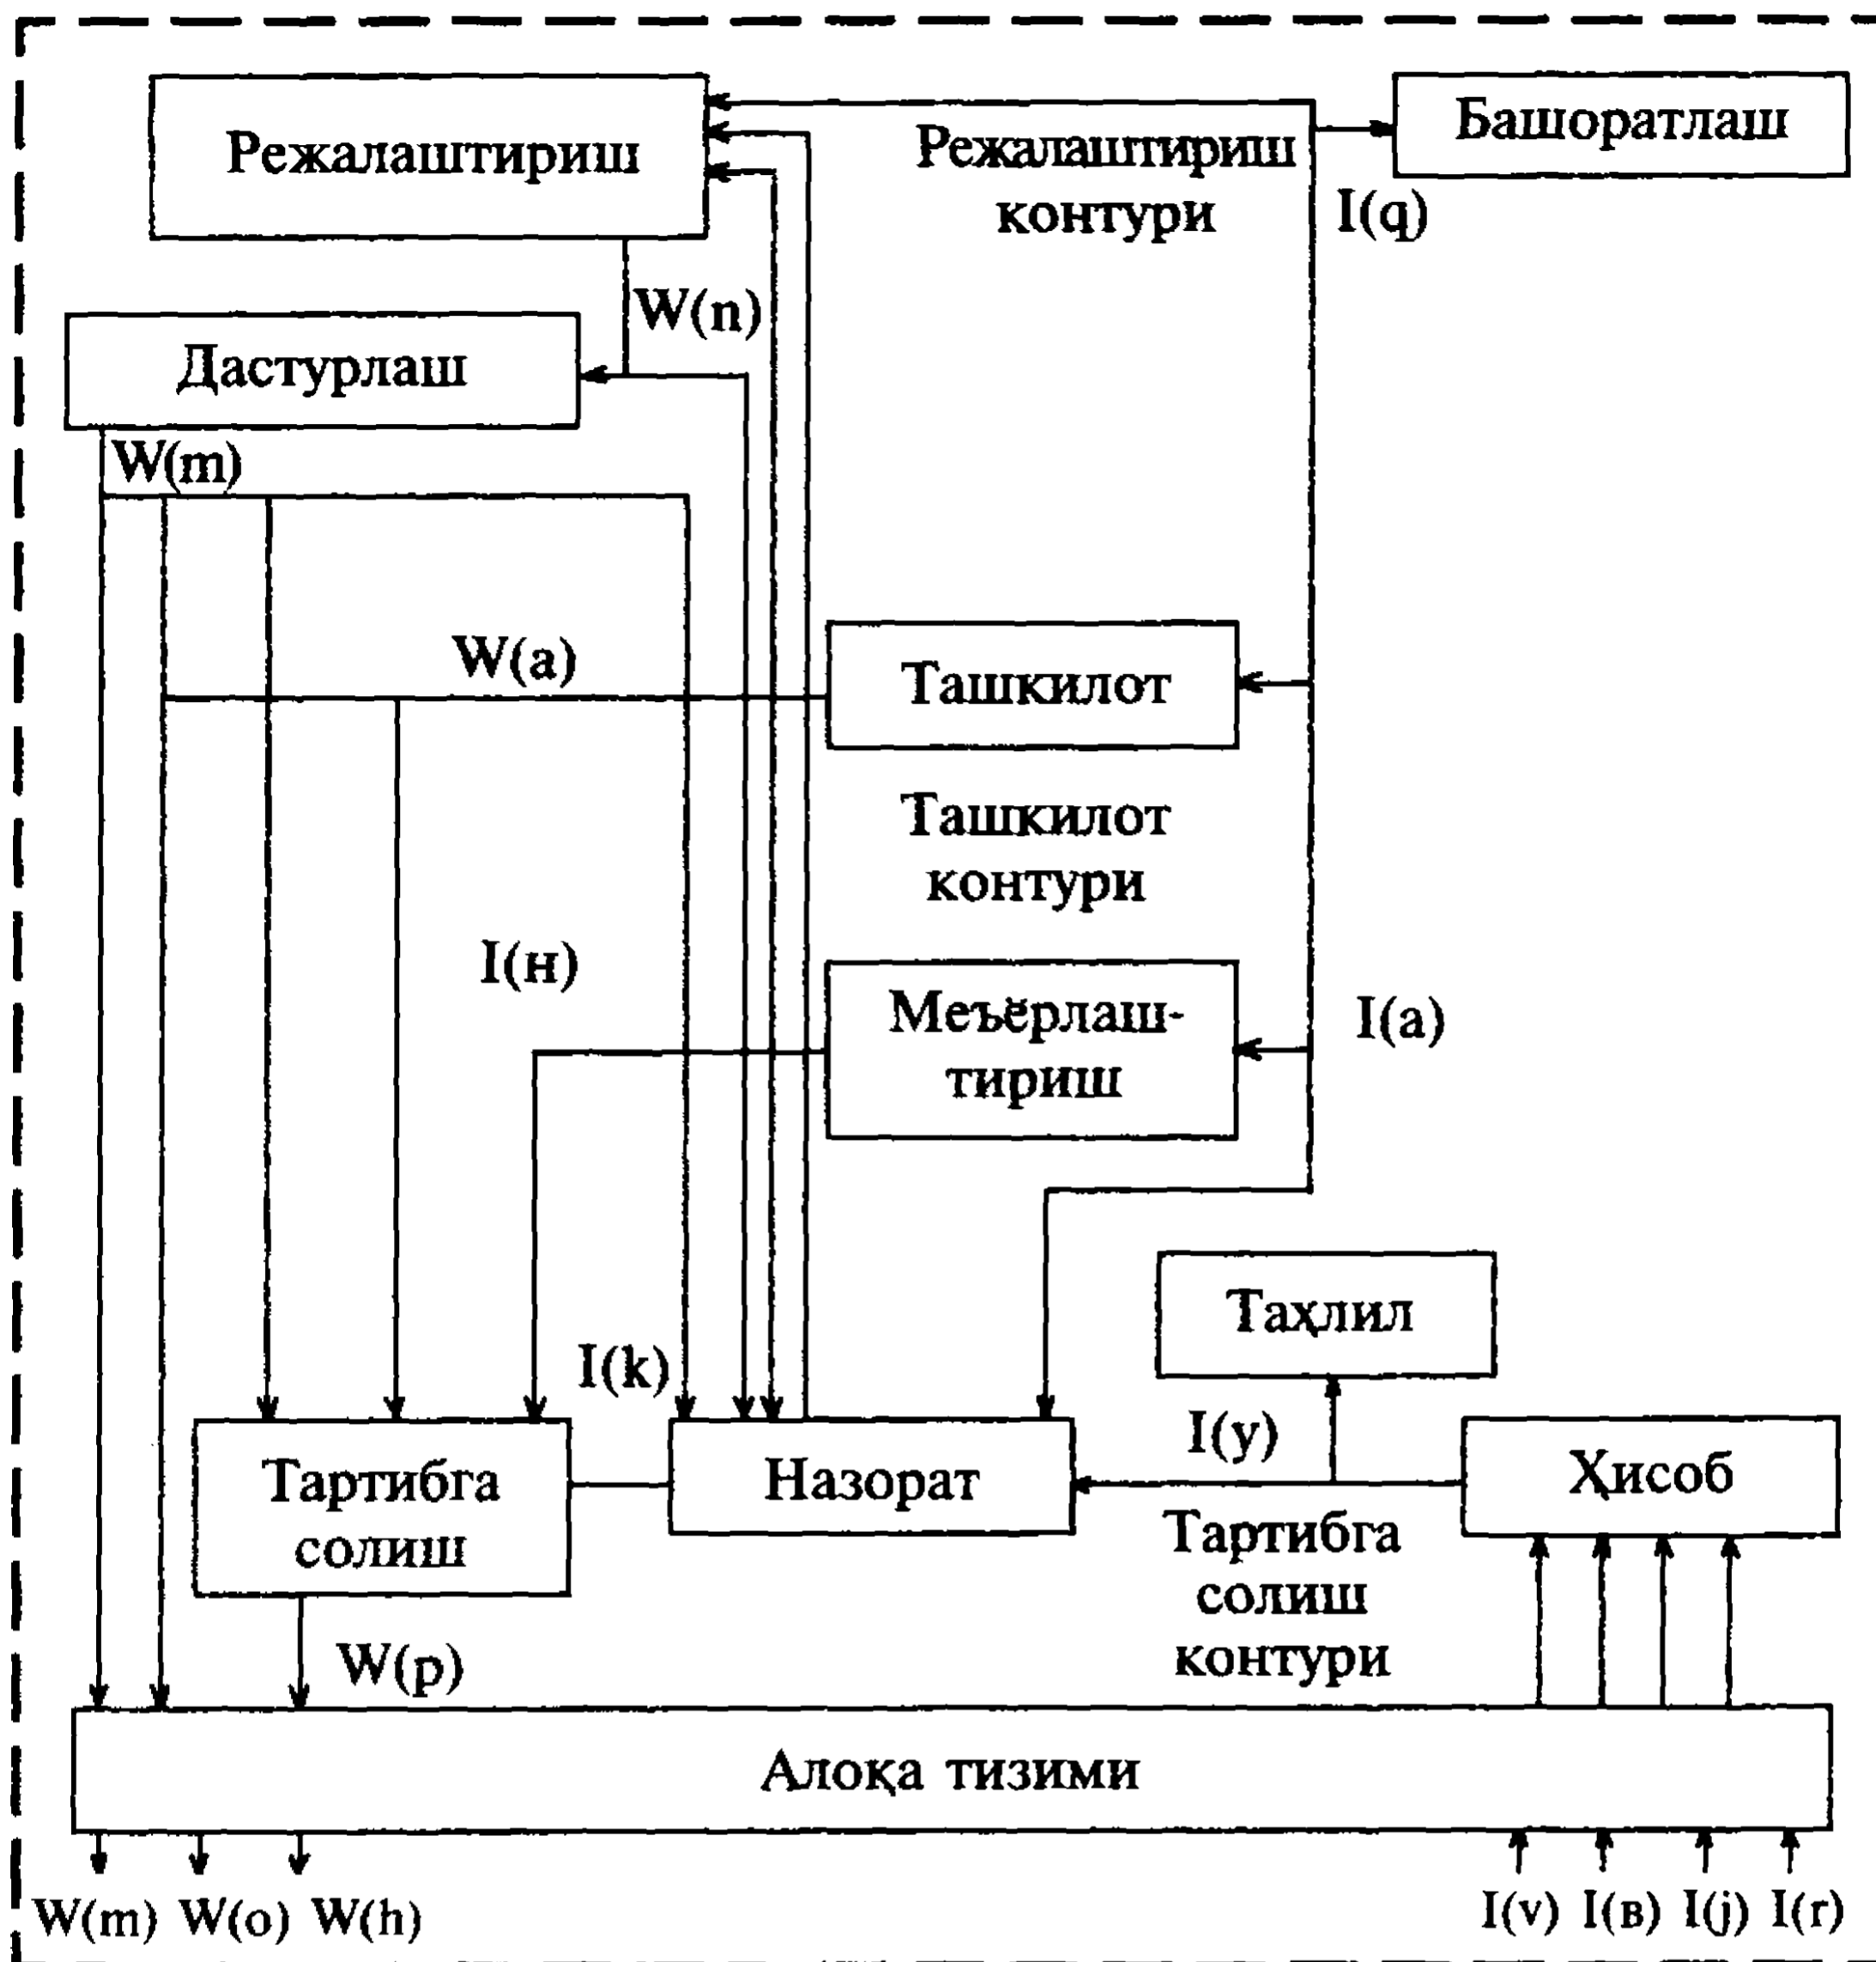 Режалаштириш
Режалаштириш
контури
Башоратлаш
I(q)
W(n)
Дастурлаш
W(m)
W(a)
Ташкилот
Ташкилот
контури
I(н)
Меъёрлаш-
тириш
I(a)
Таҳлил
I(k)
I(y)
Тартибга
солиш
Назорат
Ҳисоб
Тартибга
солиш
контури
W(p)
Алоқа тизими
W(m) W(o) W(h)
I(v) I(в) I(j) I(r)